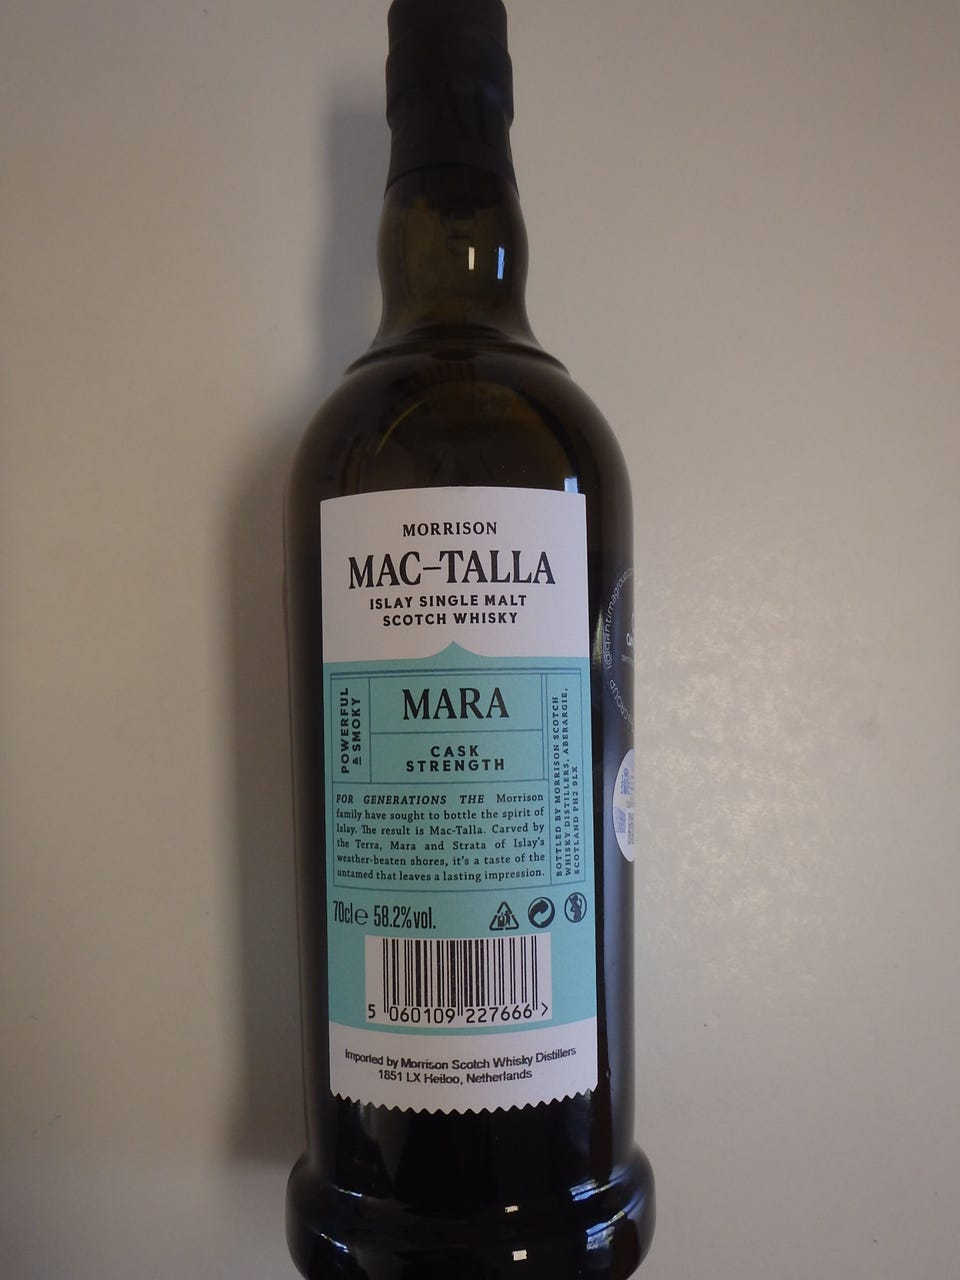 MORRISON
MAC-TALLA
ISLAY SINGLE MALT
SCOTCH WHISKY
POWERFUL
& SMOKY
MARA
CASK
STRENGTH
BOTTLED BY MORRISON SCOTCH
WHISKY DISTILLERS, ABERARGIE,
SCOTLAND PH2 9LX
FOR GENERATIONS THE Morrison
family have sought to bottle the spirit of
Islay. The result is Mac-Talla. Carved by
the Terra, Mara and Strata of Islay's
weather-beaten shores, it's a taste of the
untamed that leaves a lasting impression.
70cl e 58.2%vol.
5 060109 227666 >
Imported by Morrison Scotch Whisky Distillers
1851 LX Heiloo, Netherlands